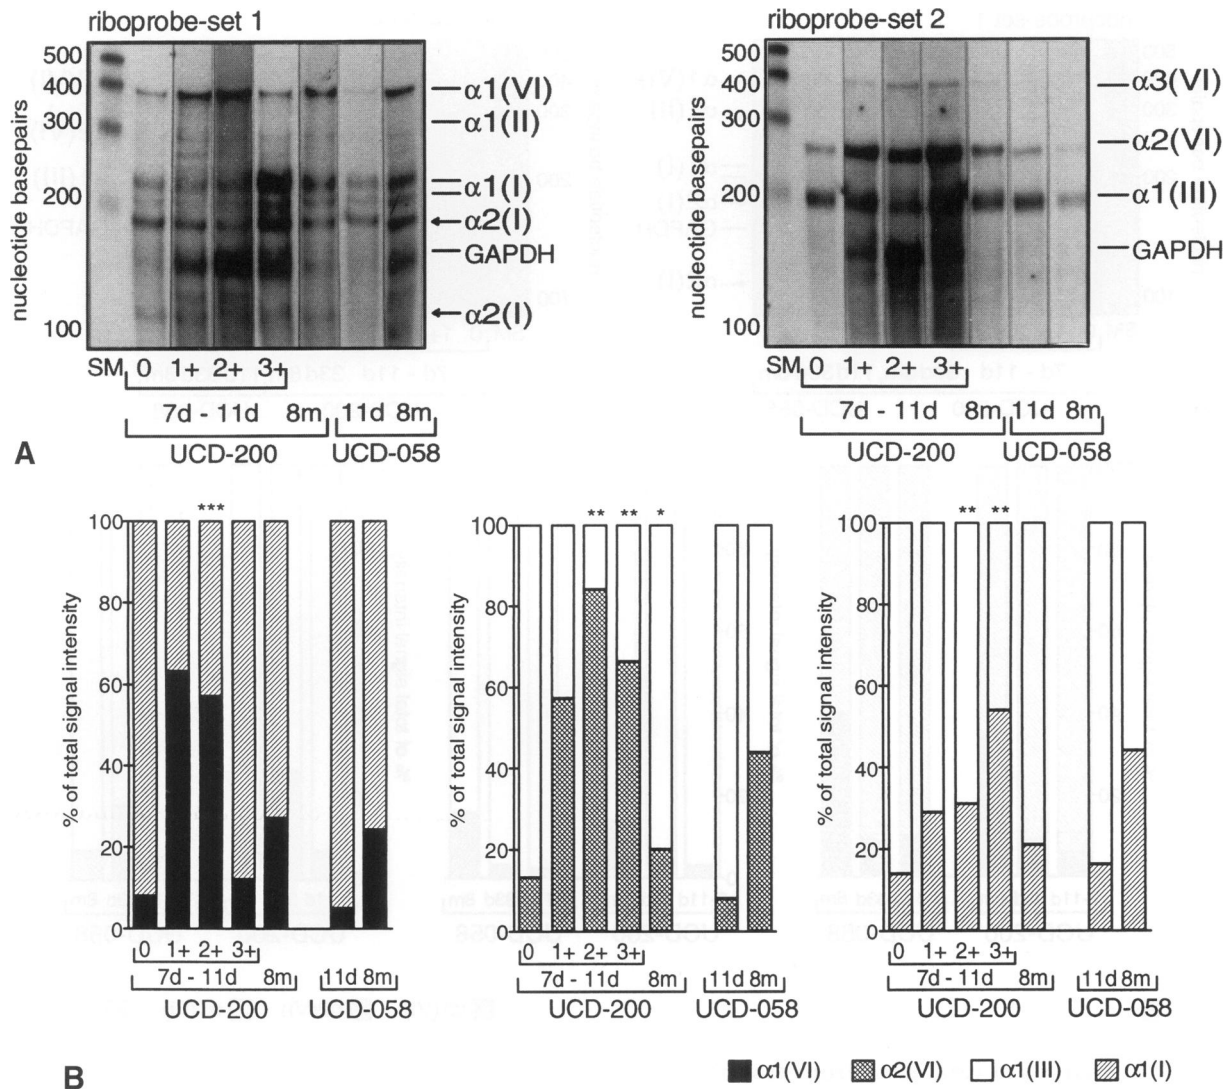 riboprobe-set 1
nucleotide basepairs
500
400
300
200
100
α1(VI)
α1(II)
α1(I)
α2(I)
GAPDH
α2(I)
SM 0 1+ 2+ 3+
7d - 11d 8m 11d 8m
UCD-200 UCD-058
riboprobe-set 2
nucleotide basepairs
500
400
300
200
100
α3(VI)
α2(VI)
α1(III)
GAPDH
SM 0 1+ 2+ 3+
7d - 11d 8m 11d 8m
UCD-200 UCD-058
A
% of total signal intensity
100
80
60
40
20
0
***
0 1+ 2+ 3+
7d - 11d 8m 11d 8m
UCD-200 UCD-058
% of total signal intensity
100
80
60
40
20
0
** ** *
0 1+ 2+ 3+
7d - 11d 8m 11d 8m
UCD-200 UCD-058
% of total signal intensity
100
80
60
40
20
0
** **
0 1+ 2+ 3+
7d - 11d 8m 11d 8m
UCD-200 UCD-058
B
α1(VI) α2(VI) α1(III) α1(I)